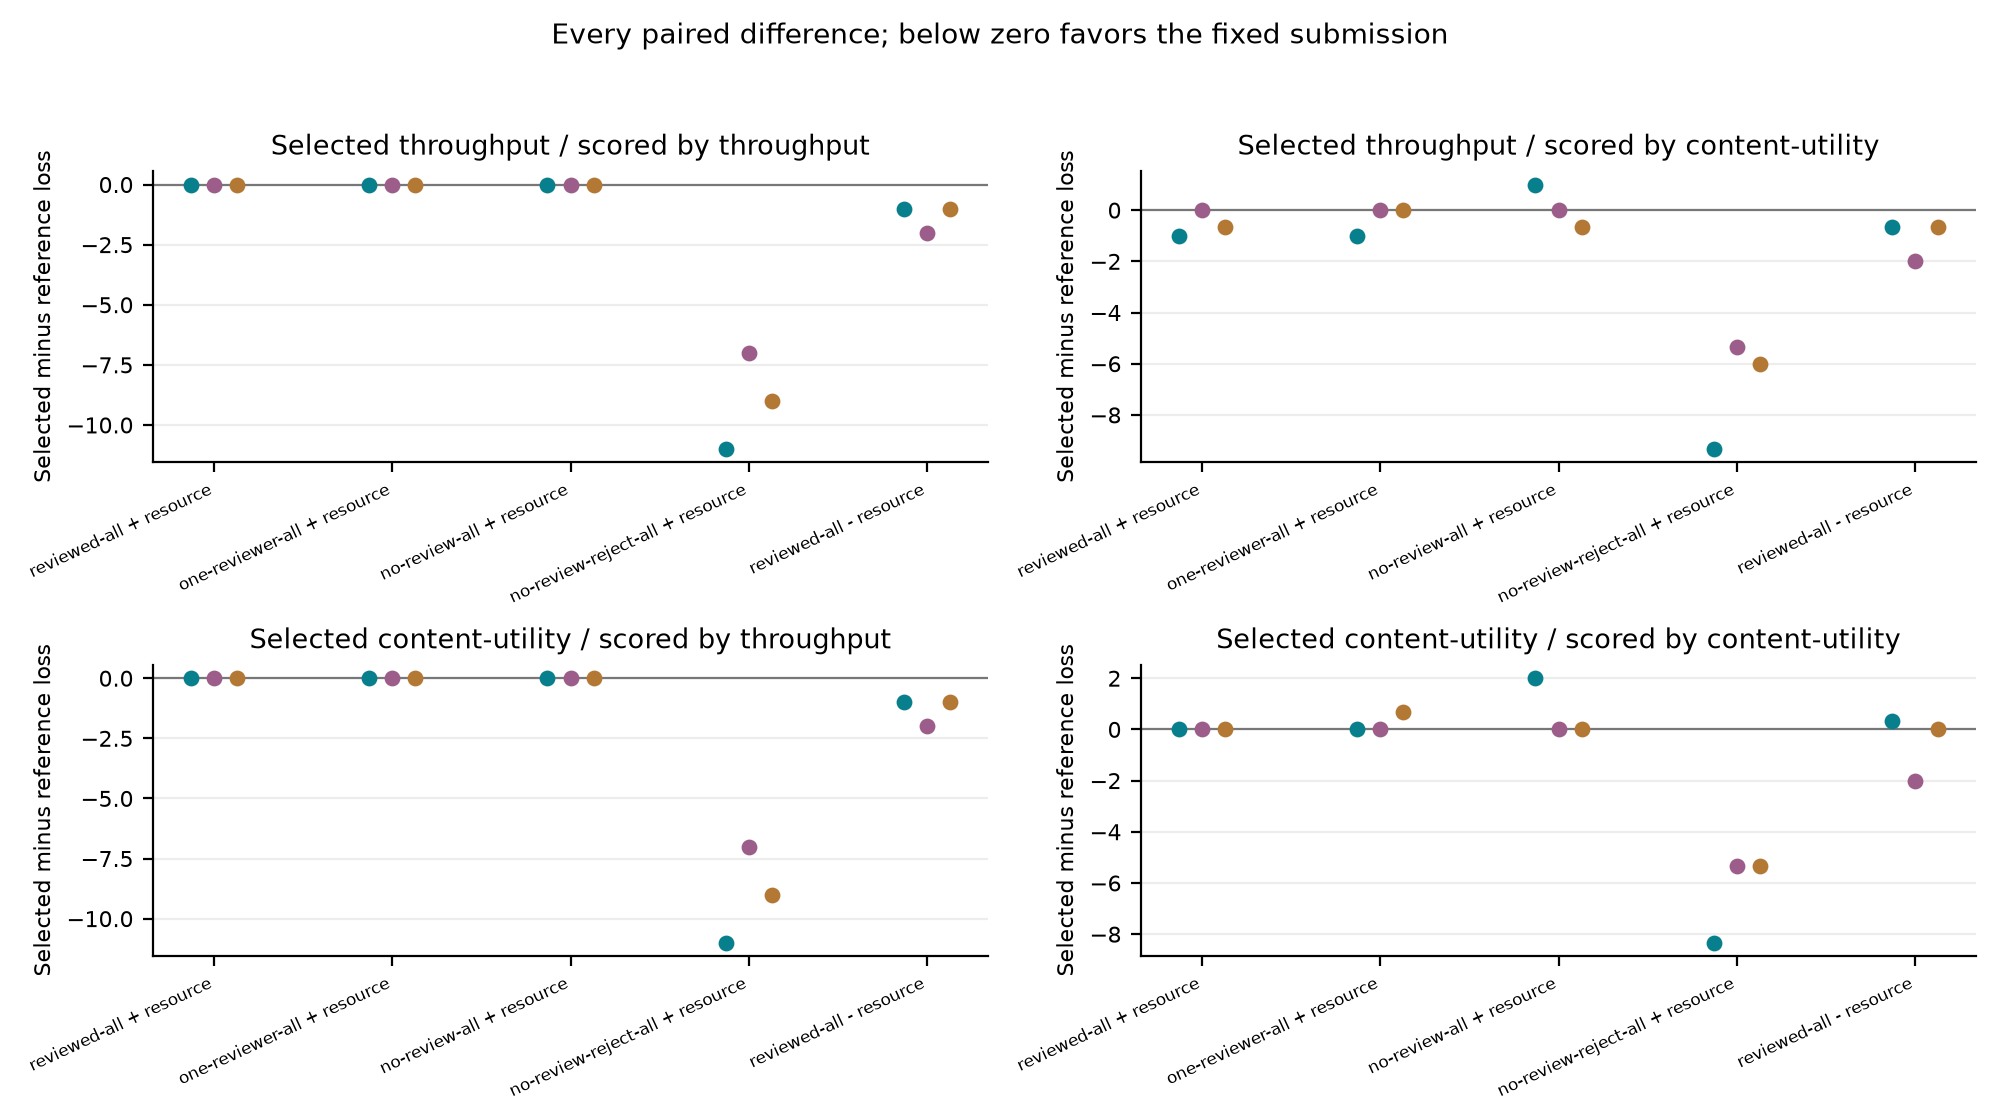 Every paired difference; below zero favors the fixed submission
Selected throughput / scored by throughput
Selected minus reference loss
0.0
−2.5
−5.0
−7.5
−10.0
reviewed-all + resource
one-reviewer-all + resource
no-review-all + resource
no-review-reject-all + resource
reviewed-all - resource
Selected throughput / scored by content-utility
Selected minus reference loss
0
−2
−4
−6
−8
reviewed-all + resource
one-reviewer-all + resource
no-review-all + resource
no-review-reject-all + resource
reviewed-all - resource
Selected content-utility / scored by throughput
Selected minus reference loss
0.0
−2.5
−5.0
−7.5
−10.0
reviewed-all + resource
one-reviewer-all + resource
no-review-all + resource
no-review-reject-all + resource
reviewed-all - resource
Selected content-utility / scored by content-utility
Selected minus reference loss
2
0
−2
−4
−6
−8
reviewed-all + resource
one-reviewer-all + resource
no-review-all + resource
no-review-reject-all + resource
reviewed-all - resource